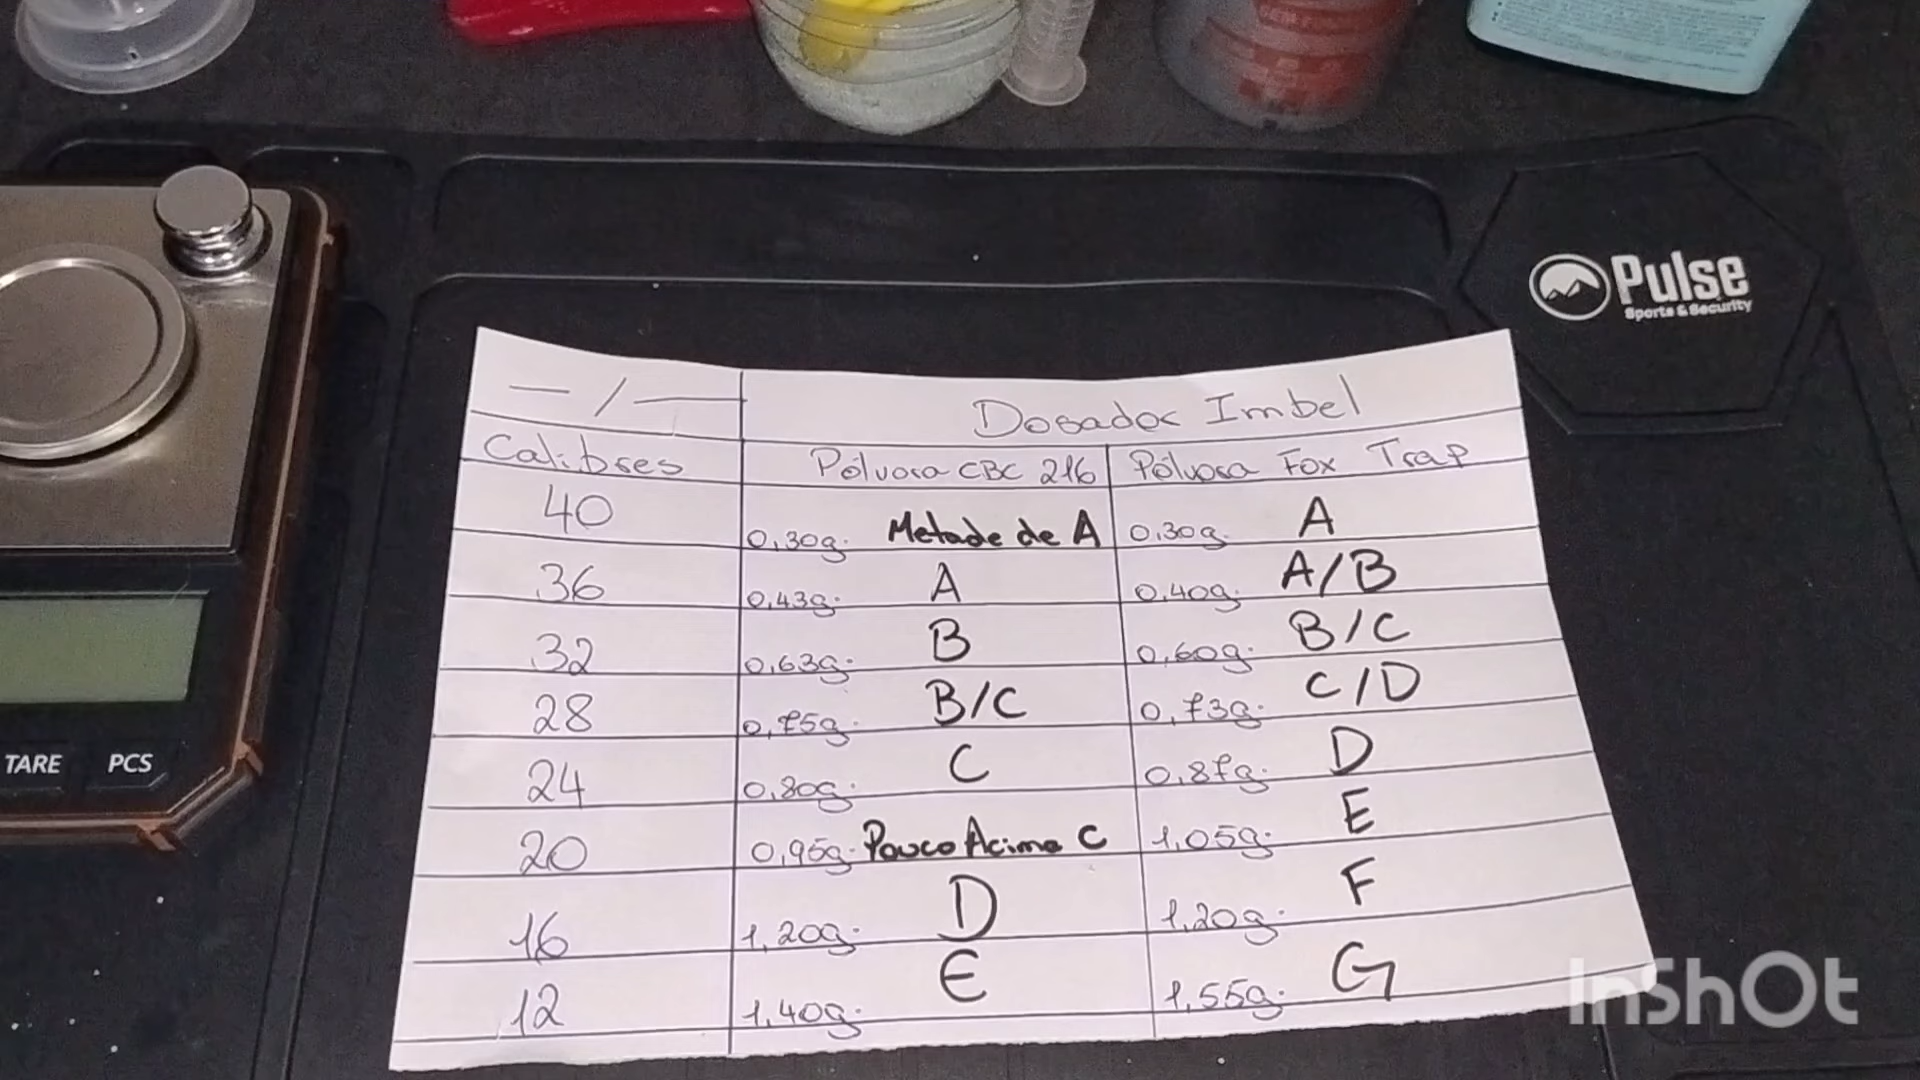 Pulse
Sports & Security
— / —
Dosador Imbel
Calibres Pólvora CBC 216 Pólvora Fox Trap
40 0,30g. Metade de A 0,30g. A
36 0,43g. A 0,40g. A/B
32 0,63g. B 0,60g. B/C
28 0,75g. B/C 0,73g. C/D
24 0,80g. C 0,87g. D
20 0,95g. Pouco Acima C 1,05g. E
16 1,20g. D 1,20g. F
12 1,40g. E 1,55g. G
TARE PCS
InShOt